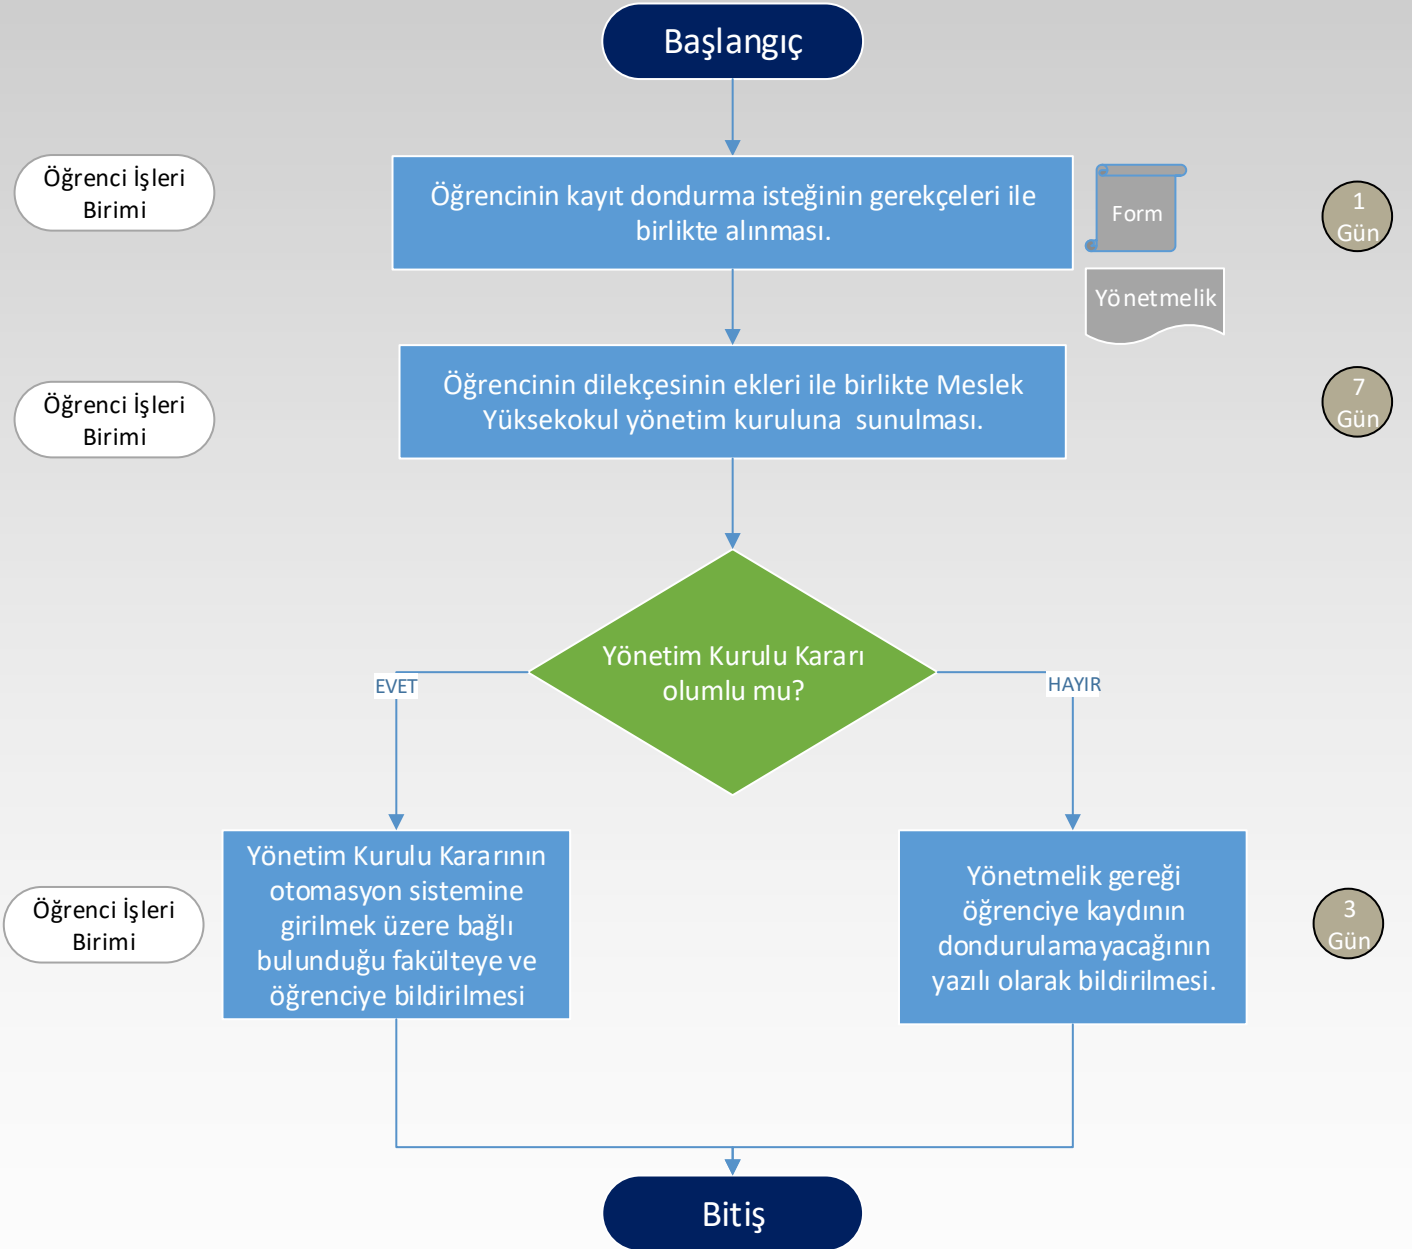 Başlangıç
Öğrenci İşleri
Birimi
Öğrencinin kayıt dondurma isteğinin gerekçeleri ile
birlikte alınması.
Form
1
Gün
Yönetmelik
Öğrenci İşleri
Birimi
Öğrencinin dilekçesinin ekleri ile birlikte Meslek
Yüksekokul yönetim kuruluna sunulması.
7
Gün
Yönetim Kurulu Kararı
olumlu mu?
EVET
HAYIR
Öğrenci İşleri
Birimi
Yönetim Kurulu Kararının
otomasyon sistemine
girilmek üzere bağlı
bulunduğu fakülteye ve
öğrenciye bildirilmesi
Yönetmelik gereği
öğrenciye kaydının
dondurulamayacağının
yazılı olarak bildirilmesi.
3
Gün
Bitiş